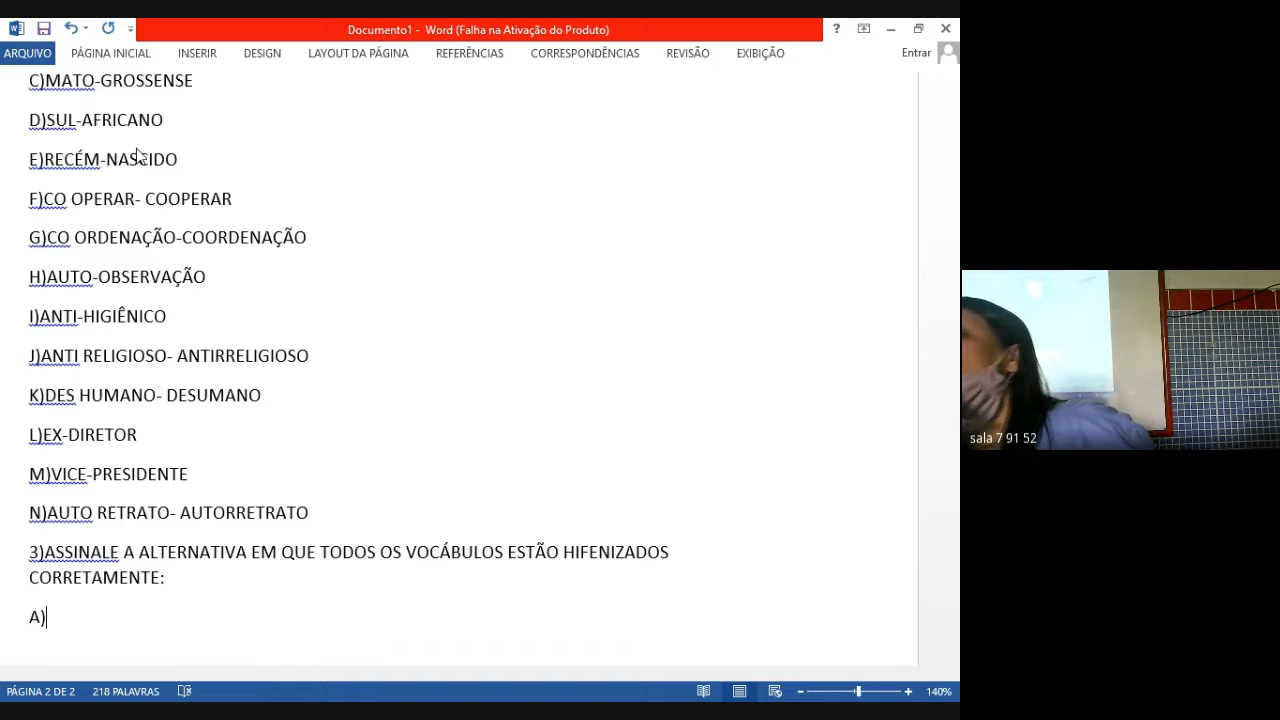 Documento1 - Word (Falha na Ativação do Produto)
?
ARQUIVO PÁGINA INICIAL INSERIR DESIGN LAYOUT DA PÁGINA REFERÊNCIAS CORRESPONDÊNCIAS REVISÃO EXIBIÇÃO Entrar
C)MATO-GROSSENSE
D)SUL-AFRICANO
E)RECÉM-NASCIDO
F)CO OPERAR- COOPERAR
G)CO ORDENAÇÃO-COORDENAÇÃO
H)AUTO-OBSERVAÇÃO
I)ANTI-HIGIÊNICO
J)ANTI RELIGIOSO- ANTIRRELIGIOSO
K)DES HUMANO- DESUMANO
L)EX-DIRETOR
M)VICE-PRESIDENTE
N)AUTO RETRATO- AUTORRETRATO
3)ASSINALE A ALTERNATIVA EM QUE TODOS OS VOCÁBULOS ESTÃO HIFENIZADOS
CORRETAMENTE:
A)
sala 7 91 52
PÁGINA 2 DE 2 218 PALAVRAS 140%